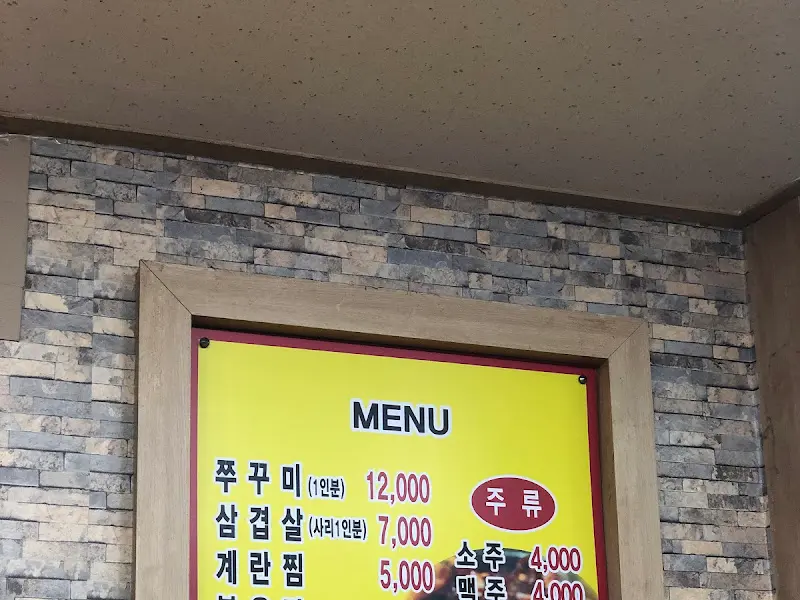 MENU
쭈꾸미 (1인분) 12,000
삼겹살 (사리1인분) 7,000
계란찜 5,000
주류
소주 4,000
맥주 4,000